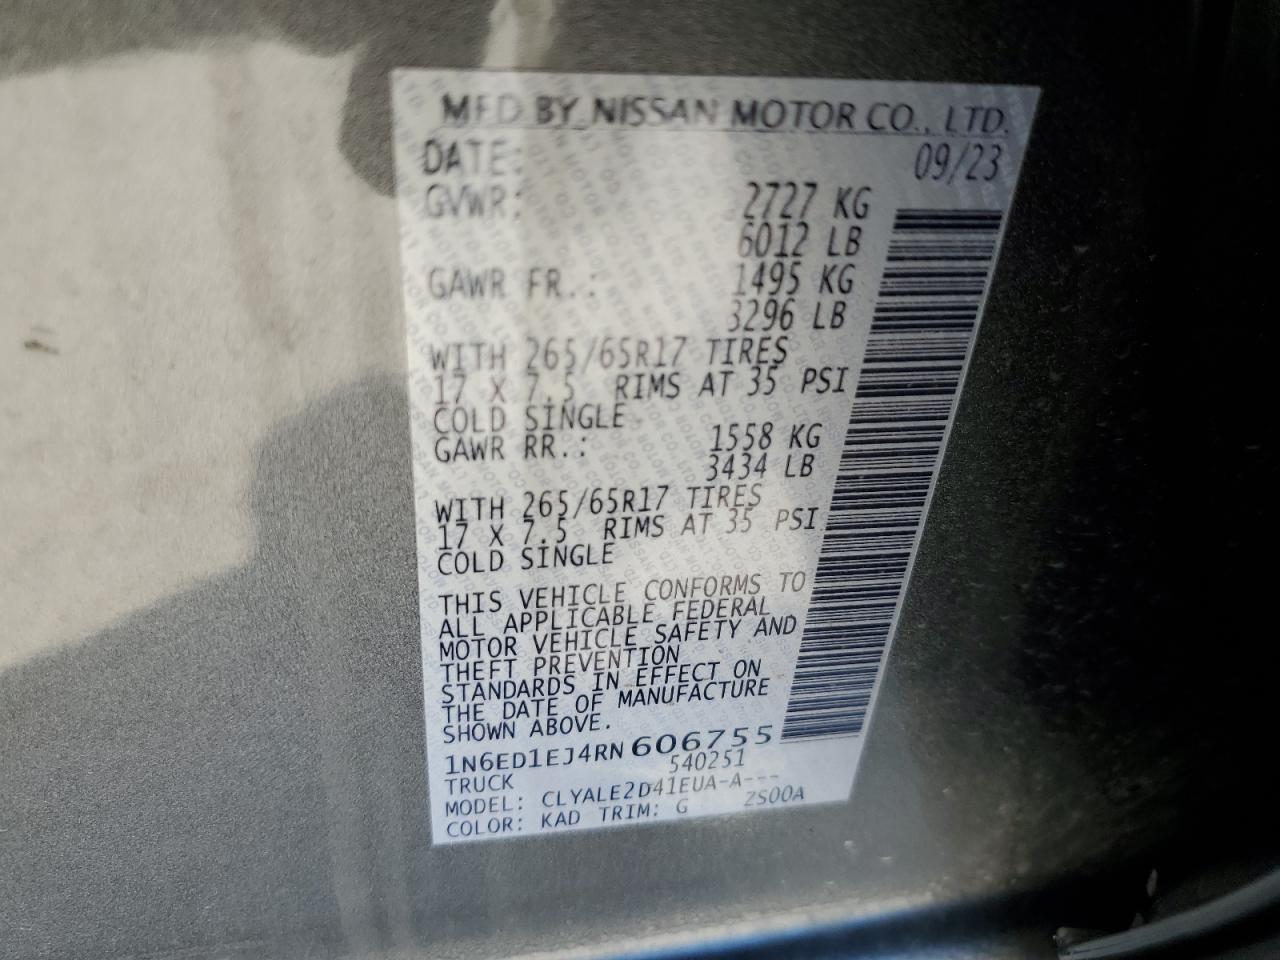 MFD BY NISSAN MOTOR CO., LTD.
DATE: 09/23
GVWR: 2727 KG
6012 LB
GAWR FR.: 1495 KG
3296 LB
WITH 265/65R17 TIRES
17 X 7.5 RIMS AT 35 PSI
COLD SINGLE
GAWR RR.: 1558 KG
3434 LB
WITH 265/65R17 TIRES
17 X 7.5 RIMS AT 35 PSI
COLD SINGLE
THIS VEHICLE CONFORMS TO
ALL APPLICABLE FEDERAL
MOTOR VEHICLE SAFETY AND
THEFT PREVENTION
STANDARDS IN EFFECT ON
THE DATE OF MANUFACTURE
SHOWN ABOVE.
1N6ED1EJ4RN606755
TRUCK 540251
MODEL: CLYALE2D41EUA-A---
COLOR: KAD TRIM: G ZS00A